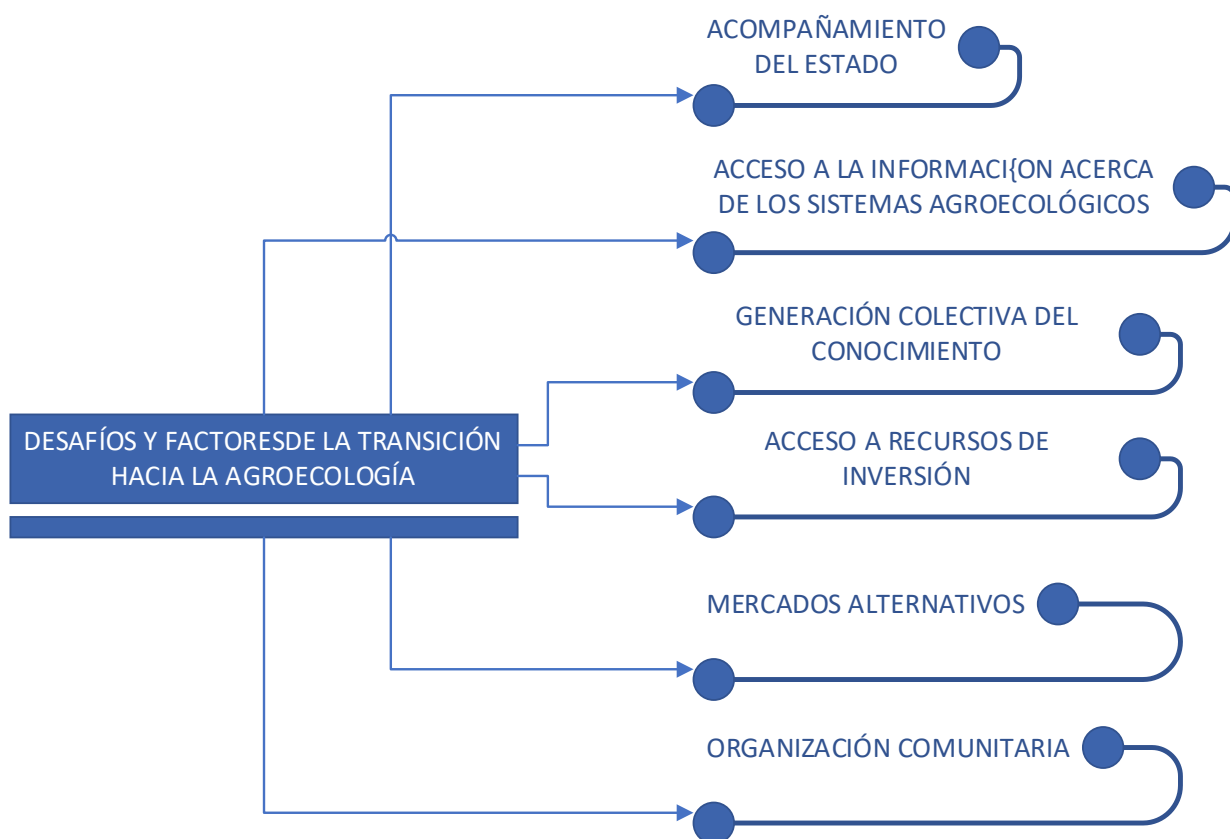 ACOMPAÑAMIENTO
DEL ESTADO
ACCESO A LA INFORMACI{ON ACERCA
DE LOS SISTEMAS AGROECOLÓGICOS
GENERACIÓN COLECTIVA DEL
CONOCIMIENTO
DESAFÍOS Y FACTORESDE LA TRANSICIÓN
HACIA LA AGROECOLOGÍA
ACCESO A RECURSOS DE
INVERSIÓN
MERCADOS ALTERNATIVOS
ORGANIZACIÓN COMUNITARIA